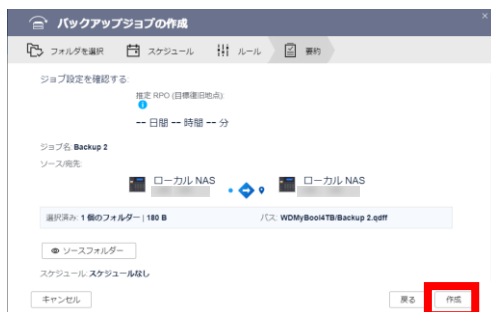 バックアップジョブの作成
フォルダを選択 スケジュール ルール 要約
ジョブ設定を確認する:
推定 RPO (目標復旧地点):
-- 日間 -- 時間 -- 分
ジョブ名: Backup 2
ソース/宛先:
ローカル NAS ローカル NAS
選択済み: 1 個のフォルダー | 180 B パス: WDMyBool4TB/Backup 2.qdff
ソースフォルダー
スケジュール: スケジュールなし
キャンセル 戻る 作成